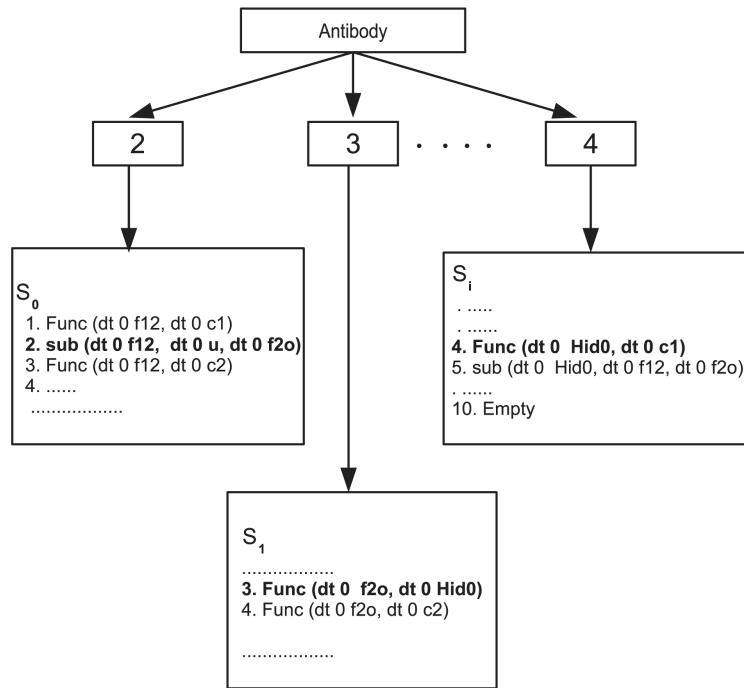 Antibody
2
3
. . . .
4
S0
1. Func (dt 0 f12, dt 0 c1)
2. sub (dt 0 f12, dt 0 u, dt 0 f2o)
3. Func (dt 0 f12, dt 0 c2)
4. ......
..................
Si
. .....
. ......
4. Func (dt 0 Hid0, dt 0 c1)
5. sub (dt 0 Hid0, dt 0 f12, dt 0 f2o)
. ......
10. Empty
S1
..................
3. Func (dt 0 f2o, dt 0 Hid0)
4. Func (dt 0 f2o, dt 0 c2)
..................